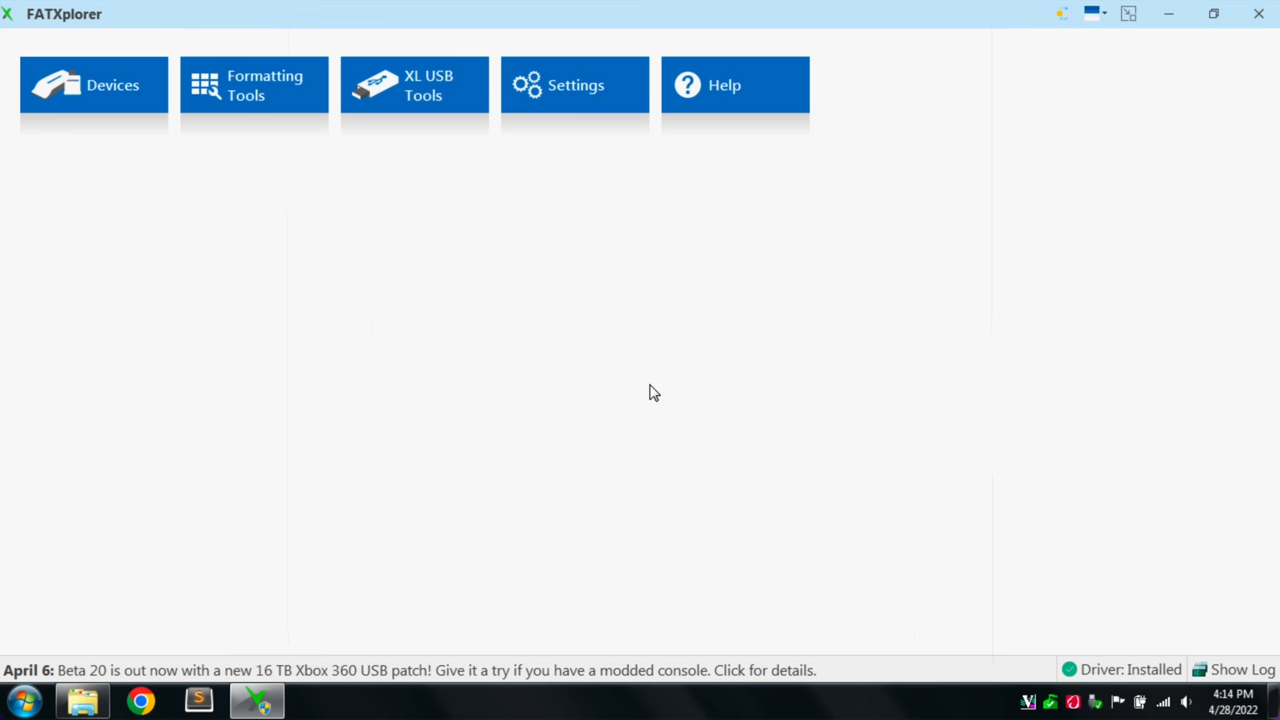 FATXplorer
Devices
Formatting
Tools
XL USB
Tools
Settings
? Help
April 6: Beta 20 is out now with a new 16 TB Xbox 360 USB patch! Give it a try if you have a modded console. Click for details.
Driver: Installed
Show Log
4:14 PM
4/28/2022